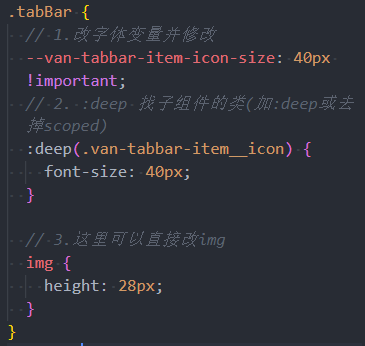 .tabBar {
// 1.改字体变量并修改
--van-tabbar-item-icon-size: 40px
!important;
// 2. :deep 找子组件的类(加:deep或去
掉scoped)
:deep(.van-tabbar-item__icon) {
font-size: 40px;
}
// 3.这里可以直接改img
img {
height: 28px;
}
}